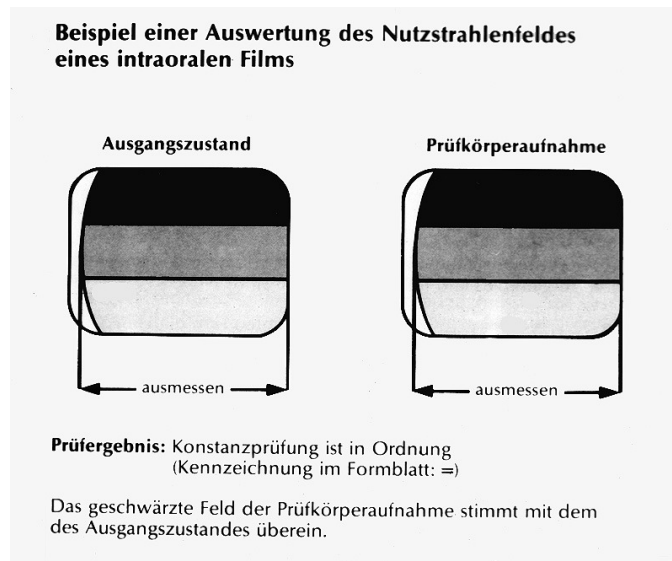 Beispiel einer Auswertung des Nutzstrahlenfeldes
eines intraoralen Films
Ausgangszustand
Prüfkörperaufnahme
ausmessen
ausmessen
Prüfergebnis: Konstanzprüfung ist in Ordnung
(Kennzeichnung im Formblatt: =)
Das geschwärzte Feld der Prüfkörperaufnahme stimmt mit dem
des Ausgangszustandes überein.